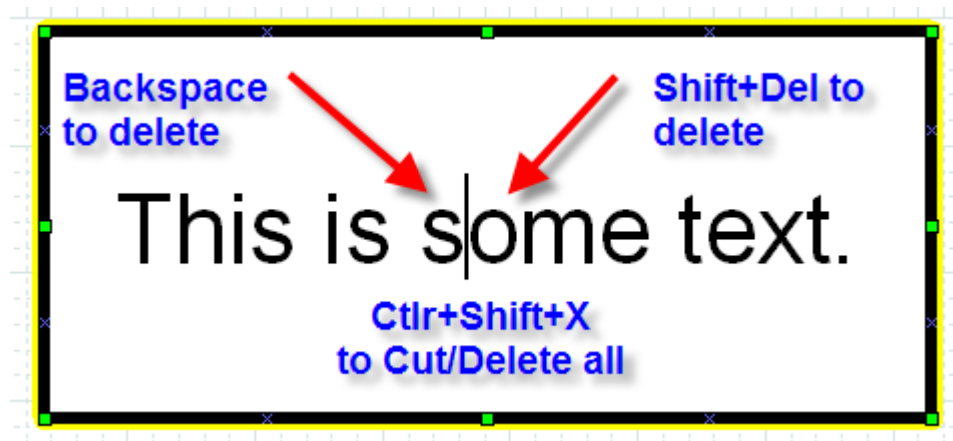 Backspace
to delete
Shift+Del to
delete
This is some text.
Ctlr+Shift+X
to Cut/Delete all